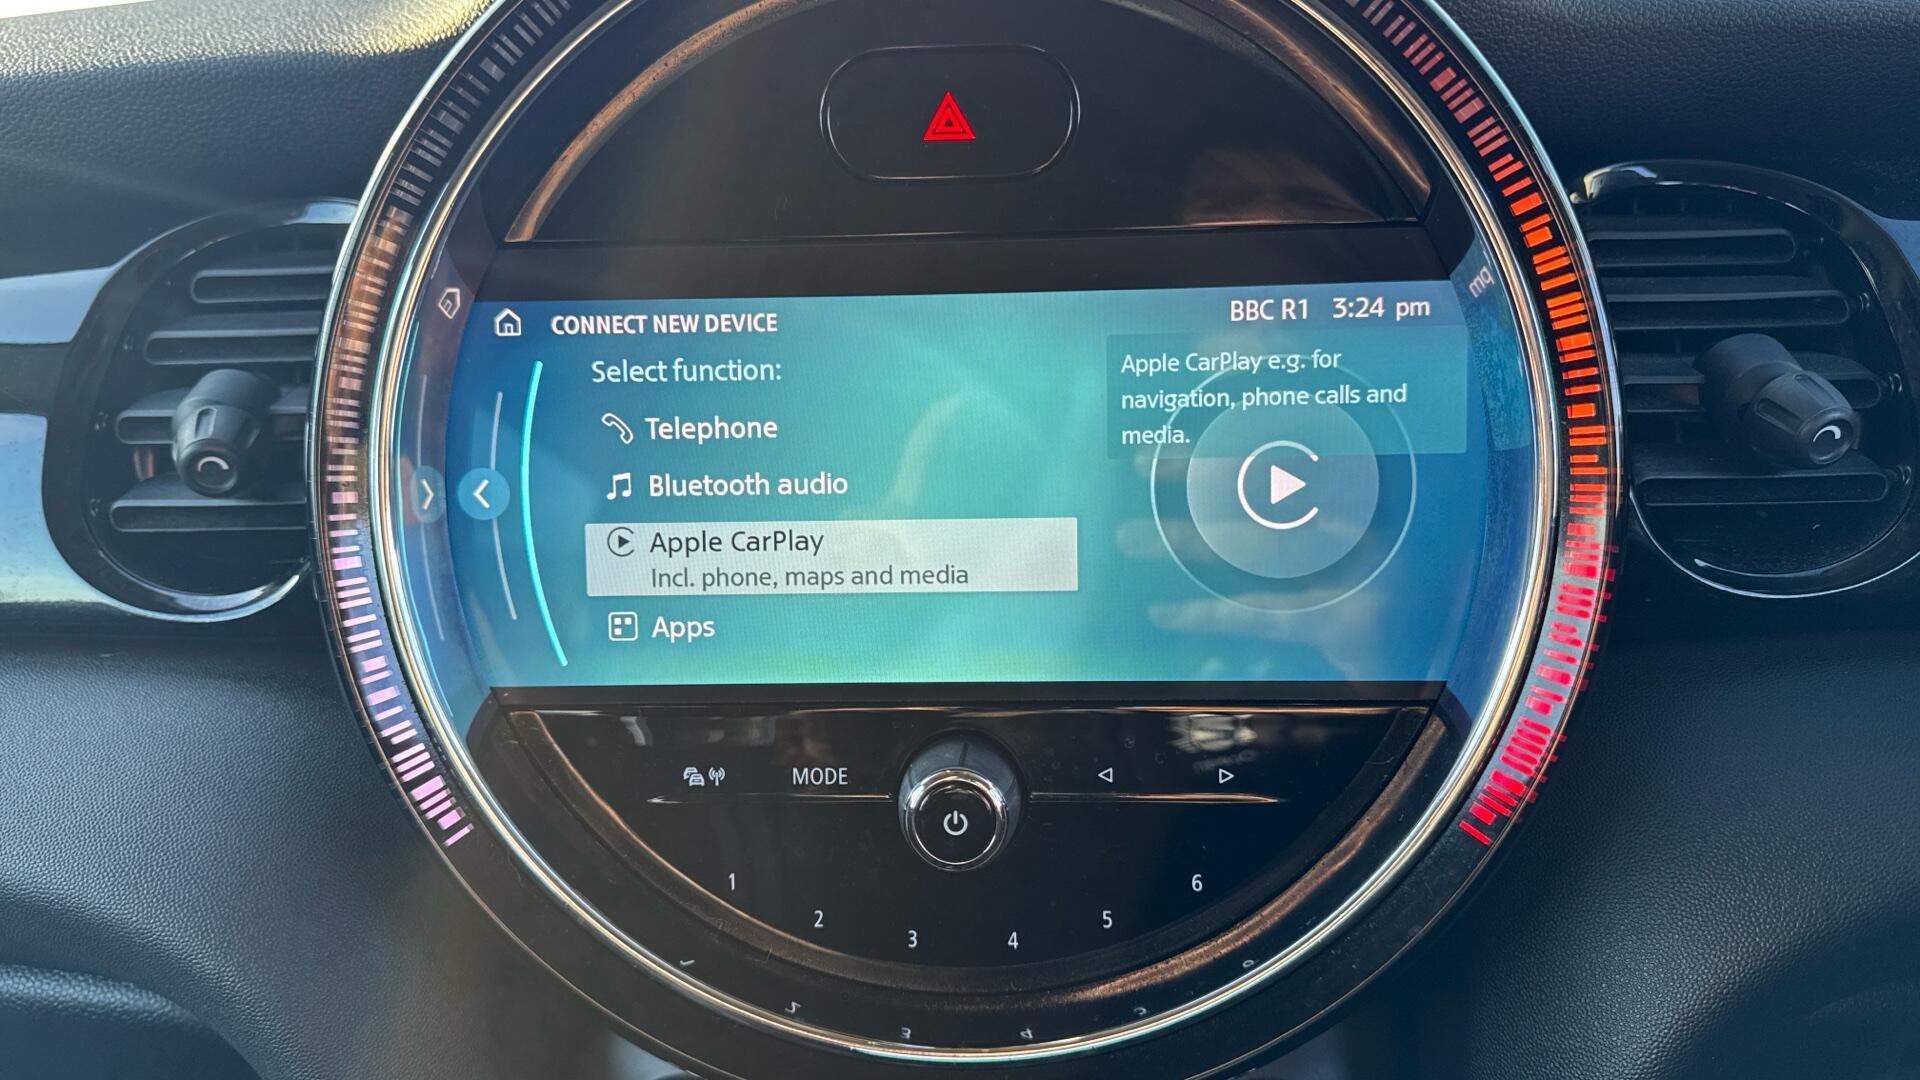 CONNECT NEW DEVICE
BBC R1 3:24 pm
Select function:
Telephone
Bluetooth audio
Apple CarPlay
Incl. phone, maps and media
Apps
Apple CarPlay e.g. for
navigation, phone calls and
media.
MODE
1
2
3
4
5
6